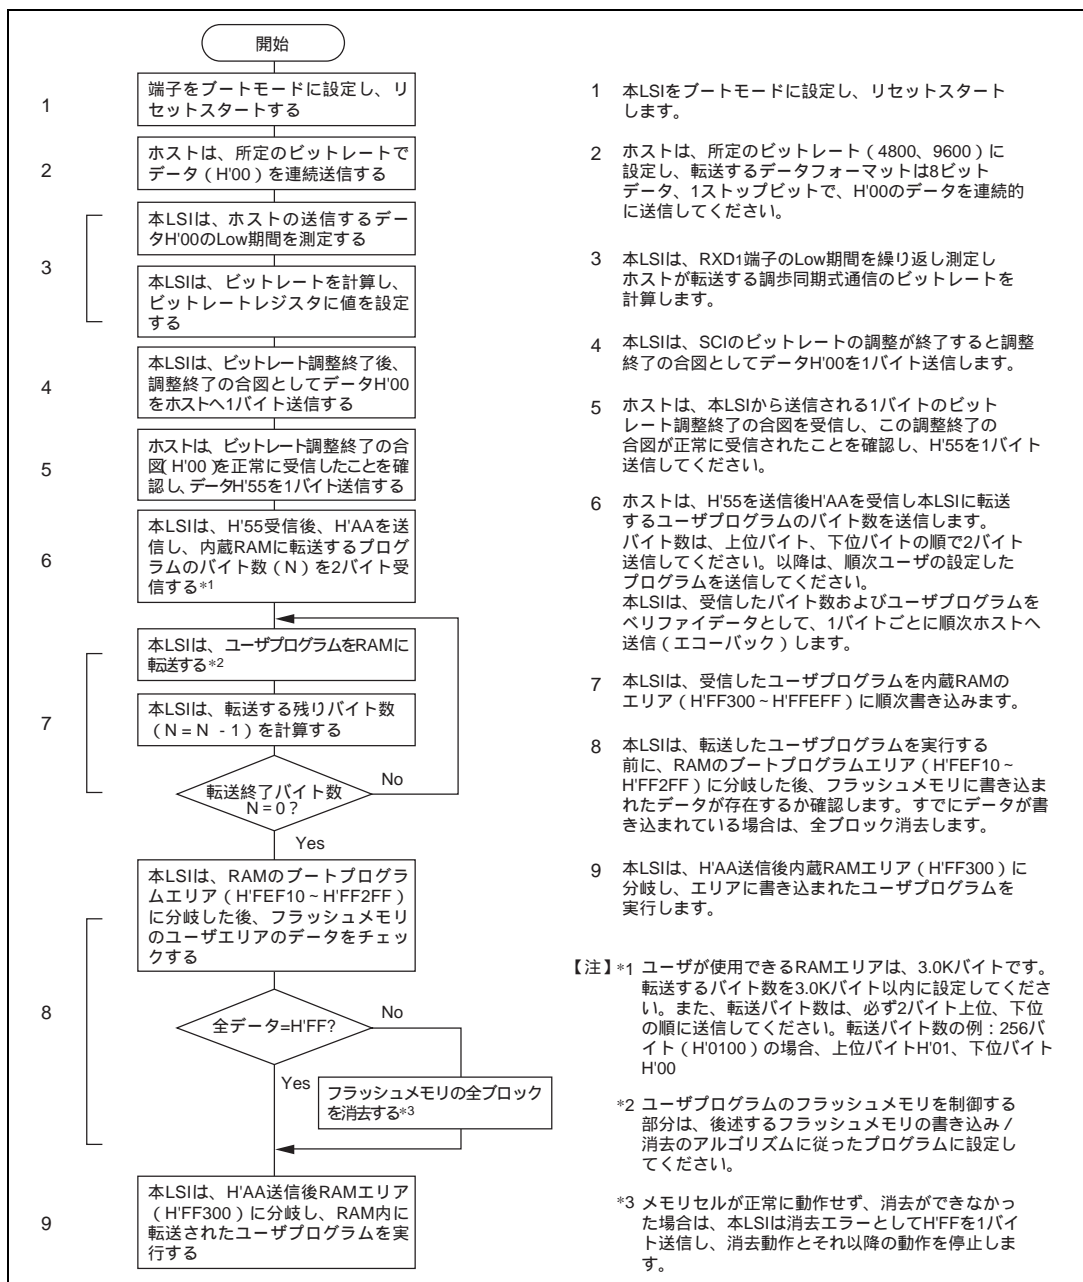 開始
1
端子をブートモードに設定し、リ
セットスタートする
2
ホストは、所定のビットレートで
データ（H'00）を連続送信する
3
本LSIは、ホストの送信するデー
タH'00のLow期間を測定する
本LSIは、ビットレートを計算し、
ビットレートレジスタに値を設定
する
4
本LSIは、ビットレート調整終了後、
調整終了の合図としてデータH'00
をホストへ1バイト送信する
5
ホストは、ビットレート調整終了の合
図（H'00）を正常に受信したことを確
認し、データH'55を1バイト送信する
6
本LSIは、H'55受信後、H'AAを送
信し、内蔵RAMに転送するプログ
ラムのバイト数（N）を2バイト受
信する*1
7
本LSIは、ユーザプログラムをRAMに
転送する*2
本LSIは、転送する残りバイト数
（N = N - 1）を計算する
転送終了バイト数
N = 0？
No
Yes
8
本LSIは、RAMのブートプログラ
ムエリア（H'FEF10～H'FF2FF）
に分岐した後、フラッシュメモリ
のユーザエリアのデータをチェッ
クする
全データ=H'FF?
No
Yes
フラッシュメモリの全ブロック
を消去する*3
9
本LSIは、H'AA送信後RAMエリア
（H'FF300）に分岐し、RAM内に
転送されたユーザプログラムを実
行する
1 本LSIをブートモードに設定し、リセットスタート
します。
2 ホストは、所定のビットレート（4800、9600）に
設定し、転送するデータフォーマットは8ビット
データ、1ストップビットで、H'00のデータを連続的
に送信してください。
3 本LSIは、RXD1端子のLow期間を繰り返し測定し
ホストが転送する調歩同期式通信のビットレートを
計算します。
4 本LSIは、SCIのビットレートの調整が終了すると調整
終了の合図としてデータH'00を1バイト送信します。
5 ホストは、本LSIから送信される1バイトのビット
レート調整終了の合図を受信し、この調整終了の
合図が正常に受信されたことを確認し、H'55を1バイト
送信してください。
6 ホストは、H'55を送信後H'AAを受信し本LSIに転送
するユーザプログラムのバイト数を送信します。
バイト数は、上位バイト、下位バイトの順で2バイト
送信してください。以降は、順次ユーザの設定した
プログラムを送信してください。
本LSIは、受信したバイト数およびユーザプログラムを
ベリファイデータとして、1バイトごとに順次ホストへ
送信（エコーバック）します。
7 本LSIは、受信したユーザプログラムを内蔵RAMの
エリア（H'FF300～H'FFEFF）に順次書き込みます。
8 本LSIは、転送したユーザプログラムを実行する
前に、RAMのブートプログラムエリア（H'FEF10～
H'FF2FF）に分岐した後、フラッシュメモリに書き込ま
れたデータが存在するか確認します。すでにデータが書
き込まれている場合は、全ブロック消去します。
9 本LSIは、H'AA送信後内蔵RAMエリア（H'FF300）に
分岐し、エリアに書き込まれたユーザプログラムを
実行します。
【注】*1 ユーザが使用できるRAMエリアは、3.0Kバイトです。
転送するバイト数を3.0Kバイト以内に設定してくださ
い。また、転送バイト数は、必ず2バイト上位、下位
の順に送信してください。転送バイト数の例：256バ
イト（H'0100）の場合、上位バイトH'01、下位バイト
H'00
*2 ユーザプログラムのフラッシュメモリを制御する
部分は、後述するフラッシュメモリの書き込み／
消去のアルゴリズムに従ったプログラムに設定し
てください。
*3 メモリセルが正常に動作せず、消去ができなかっ
た場合は、本LSIは消去エラーとしてH'FFを1バイ
ト送信し、消去動作とそれ以降の動作を停止しま
す。